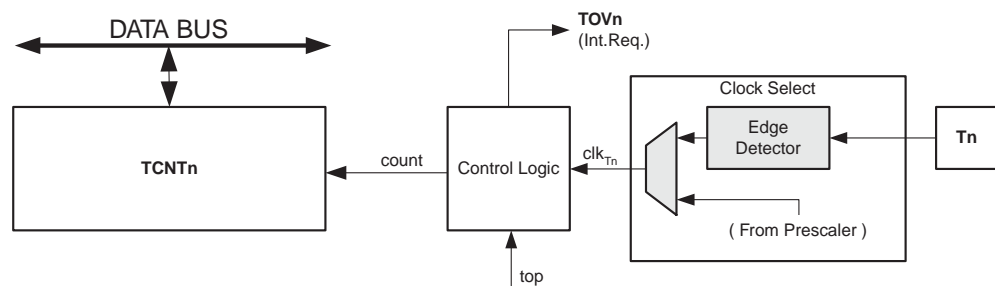 DATA BUS
TOVn
(Int.Req.)
Clock Select
TCNTn
count
Control Logic
clkTn
Edge
Detector
Tn
( From Prescaler )
top